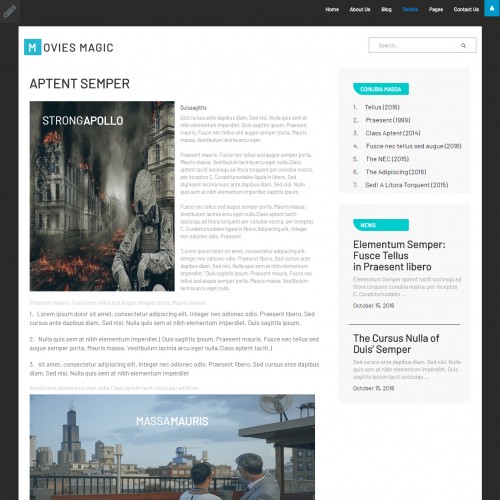 Home About Us Blog Details Pages Contact Us
MOVIES MAGIC
Search...
APTENT SEMPER
STRONGAPOLLO
Duisagittis
Sed cursus ante dapibus diam. Sed nisi. Nulla quis sem at
nibh elementum imperdiet. Duis sagittis ipsum. Praesent
mauris. Fusce nec tellus sed augue semper porta. Mauris
massa. Vestibulum lacinia arcu eget nulla.
Praesent mauris. Fusce nec tellus sed augue semper porta.
Mauris massa. Vestibulum lacinia arcu eget nulla.Class
aptent taciti sociosqu ad litora torquent per conubia nostra,
per inceptos C. Curabitursodales ligula in libero. Sed
dignissim lacinia nunc ante dapibus diam. Sed nisi. Nulla
quis sem at nibh elementum imperdiet sagittis ipsum.
Fusce nec tellus sed augue semper porta. Mauris massa.
Vestibulum lacinia arcu eget nulla.Class aptent taciti
sociosqu ad litora torquent per conubia nostra, per
inceptos C. Curabitursodales ligula in libero.Adipiscing elit. Integer
nec odionec odio. Praesent
"Lorem ipsum dolor sit amet, consectetur adipiscing elit.
Integer nec odionec odio. Praesent libero. Sed cursus ante
dapibus diam. Sed nisi. Nulla quis sem at nibh elementum
imperdiet." Duis sagittis ipsum. Praesent mauris. Fusce nec
tellus sed augue semper porta. Mauris massa. Vestibulum
lacinia arcu eget nulla.
Praesent mauris. Fusce nec tellus sed augue semper porta. Mauris massa.
1. Lorem ipsum dolor sit amet, consectetur adipiscing elit. Integer nec odionec odio. Praesent libero. Sed
cursus ante dapibus diam. Sed nisi. Nulla quis sem at nibh elementum imperdiet. Duis sagittis ipsum.
2. Nulla quis sem at nibh elementum imperdiet.( Duis sagittis ipsum. Praesent mauris. Fusce nec tellus sed
augue semper porta. Mauris massa. Vestibulum lacinia arcu eget nulla.Class aptent taciti.)
3. sit amet, consectetur adipiscing elit. Integer nec odionec odio. Praesent libero. Sed cursus ante dapibus
diam. Sed nisi. Nulla quis sem at nibh elementum imperdiet
Vestibulum lacinia arcu eget nulla.Class aptent taciti sociosqu ad litora.
MASSAMAURIS
CONUBIA MASSA
1. Tellus (2016)
2. Praesent (1999)
3. Class Aptent (2014)
4. Fusce nec tellus sed augue (2016)
5. The NEC (2015)
6. The Adipiscing (2016)
7. Sed! A Litora Torquent (2015)
NEWS
Elementum Semper:
Fusce Tellus
in Praesent libero
Elementum Semper Aptent taciti sociosqu ad
litora torquent conubia nostra, per inceptos
C. Curabitursodales ...
October 15, 2016
The Cursus Nulla of
Duis' Semper
Sed cursus ante dapibus diam. Sed nisi. Nulla
quis sem at nibh elementum imperdiet. Duis
sagittis ipsum taciti sociosqu ...
October 15, 2016